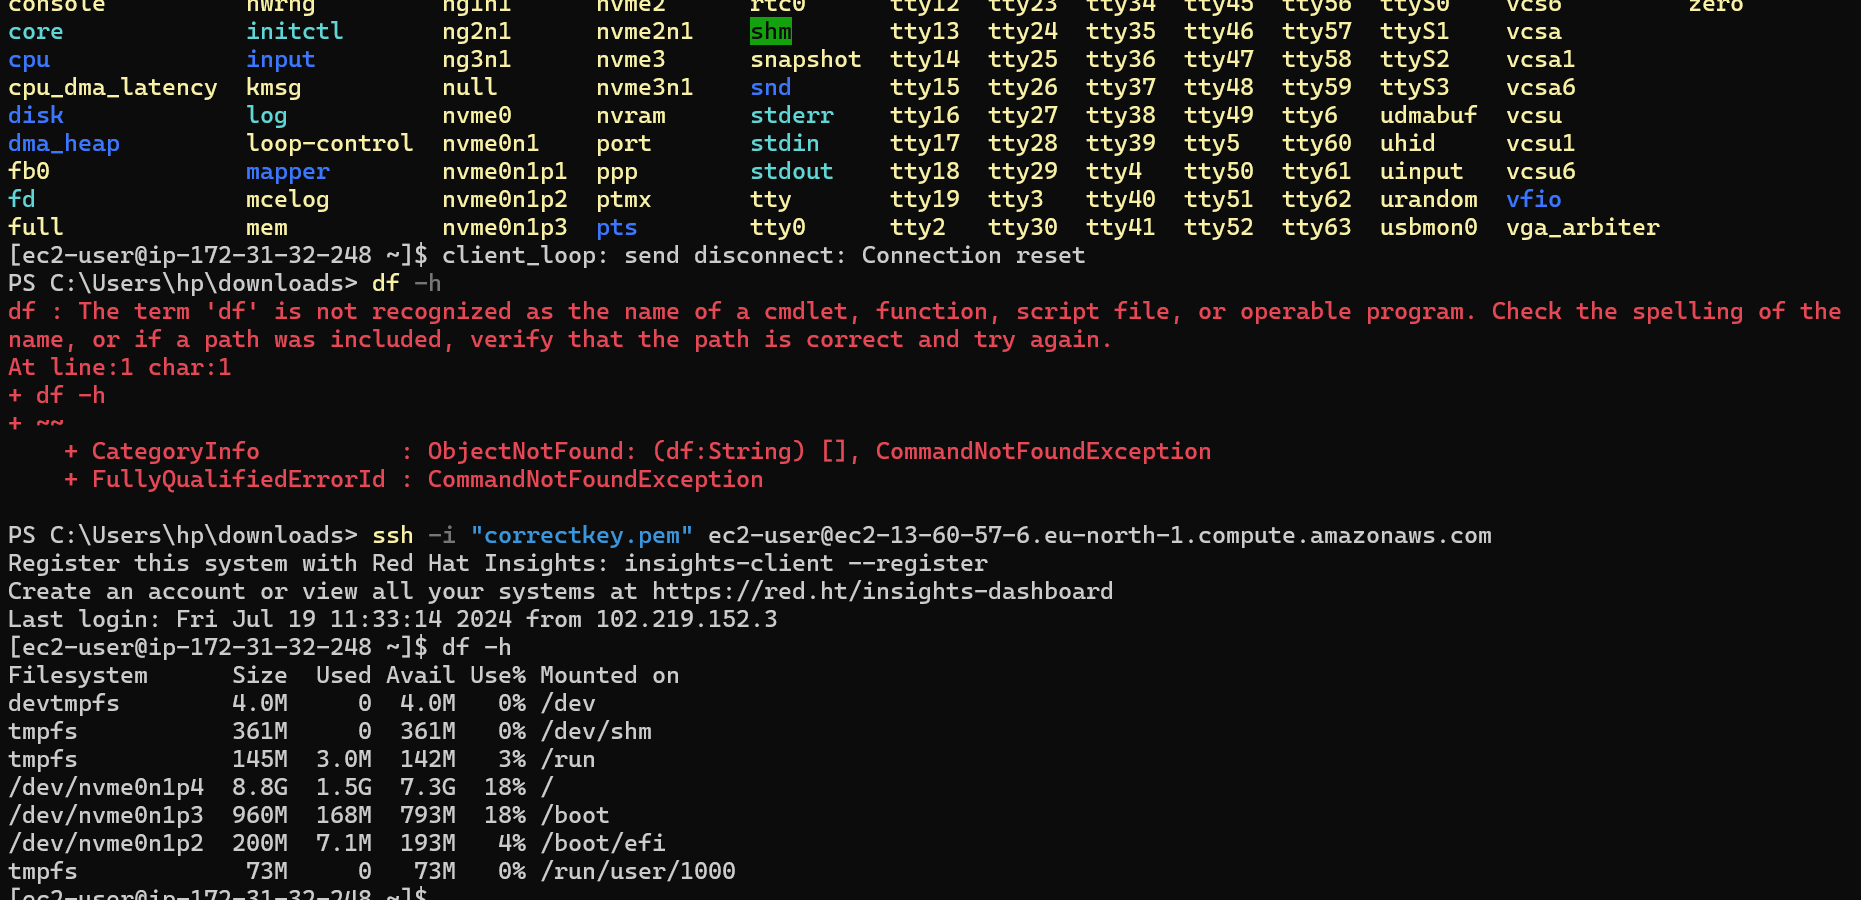 console          hwrng         ng1n1      nvme2      rtc0      tty12  tty23  tty34  tty45  tty56  ttyS0    vcs6         zero
core             initctl       ng2n1      nvme2n1    shm       tty13  tty24  tty35  tty46  tty57  ttyS1    vcsa
cpu              input         ng3n1      nvme3      snapshot  tty14  tty25  tty36  tty47  tty58  ttyS2    vcsa1
cpu_dma_latency  kmsg          null       nvme3n1    snd       tty15  tty26  tty37  tty48  tty59  ttyS3    vcsa6
disk             log           nvme0      nvram      stderr    tty16  tty27  tty38  tty49  tty6   udmabuf  vcsu
dma_heap         loop-control  nvme0n1    port       stdin     tty17  tty28  tty39  tty5   tty60  uhid     vcsu1
fb0              mapper        nvme0n1p1  ppp        stdout    tty18  tty29  tty4   tty50  tty61  uinput   vcsu6
fd               mcelog        nvme0n1p2  ptmx       tty       tty19  tty3   tty40  tty51  tty62  urandom  vfio
full             mem           nvme0n1p3  pts        tty0      tty2   tty30  tty41  tty52  tty63  usbmon0  vga_arbiter
[ec2-user@ip-172-31-32-248 ~]$ client_loop: send disconnect: Connection reset
PS C:\Users\hp\downloads> df -h
df : The term 'df' is not recognized as the name of a cmdlet, function, script file, or operable program. Check the spelling of the
name, or if a path was included, verify that the path is correct and try again.
At line:1 char:1
+ df -h
+ ~~
    + CategoryInfo          : ObjectNotFound: (df:String) [], CommandNotFoundException
    + FullyQualifiedErrorId : CommandNotFoundException
PS C:\Users\hp\downloads> ssh -i "correctkey.pem" ec2-user@ec2-13-60-57-6.eu-north-1.compute.amazonaws.com
Register this system with Red Hat Insights: insights-client --register
Create an account or view all your systems at https://red.ht/insights-dashboard
Last login: Fri Jul 19 11:33:14 2024 from 102.219.152.3
[ec2-user@ip-172-31-32-248 ~]$ df -h
Filesystem      Size  Used Avail Use% Mounted on
devtmpfs        4.0M     0  4.0M   0% /dev
tmpfs           361M     0  361M   0% /dev/shm
tmpfs           145M  3.0M  142M   3% /run
/dev/nvme0n1p4  8.8G  1.5G  7.3G  18% /
/dev/nvme0n1p3  960M  168M  793M  18% /boot
/dev/nvme0n1p2  200M  7.1M  193M   4% /boot/efi
tmpfs            73M     0   73M   0% /run/user/1000
[ec2-user@ip-172-31-32-248 ~]$